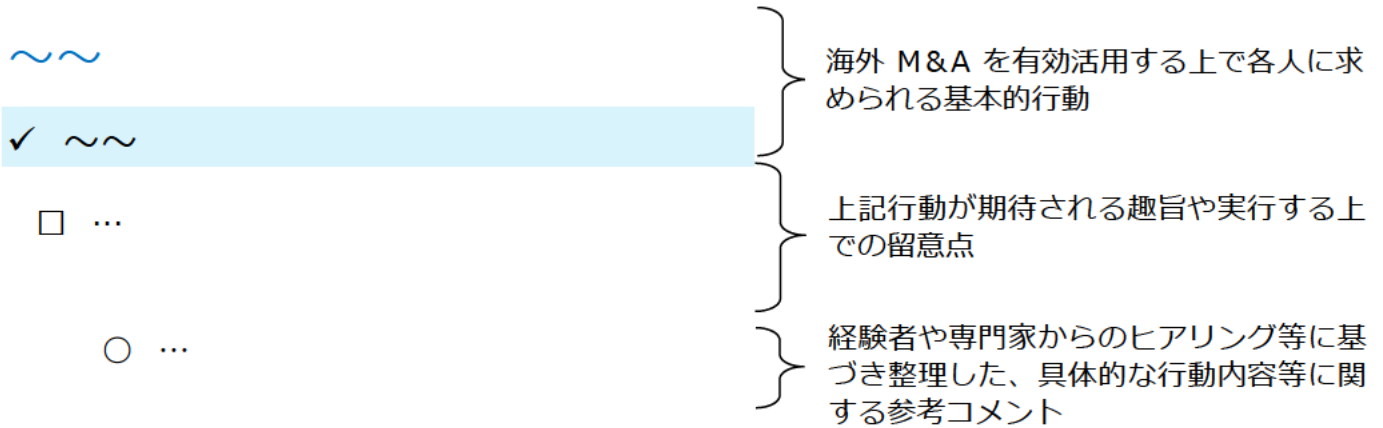 ～～
海外 M&A を有効活用する上で各人に求
められる基本的行動
✓ ～～
上記行動が期待される趣旨や実行する上
での留意点
□ …
経験者や専門家からのヒアリング等に基
づき整理した、具体的な行動内容等に関
する参考コメント
○ …